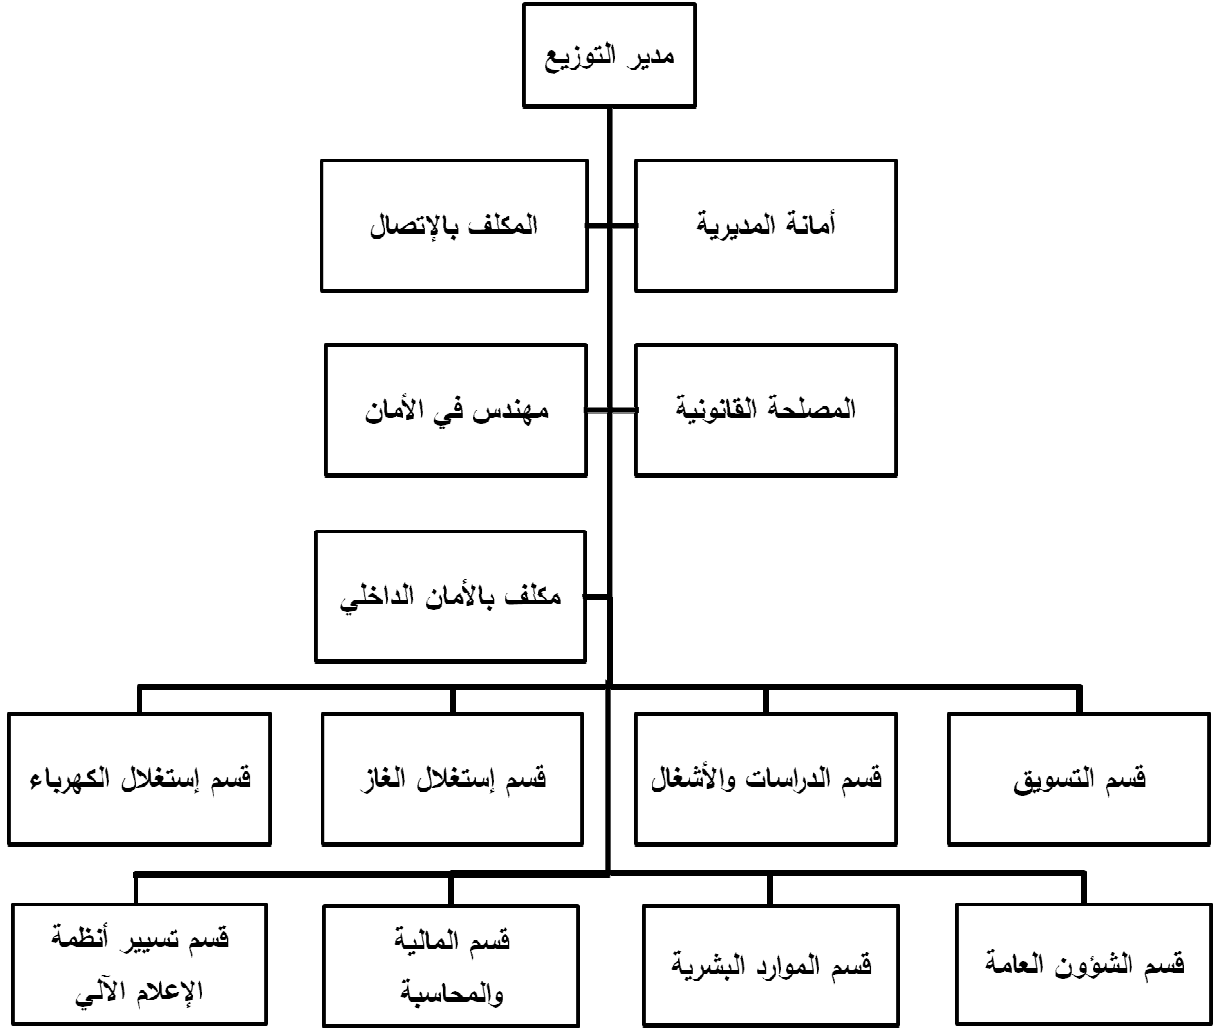 مدير التوزيع
أمانة المديرية
المكلف بالإتصال
المصلحة القانونية
مهندس في الأمان
مكلف بالأمان الداخلي
قسم التسويق
قسم الدراسات والأشغال
قسم إستغلال الغاز
قسم إستغلال الكهرباء
قسم الشؤون العامة
قسم الموارد البشرية
قسم المالية
والمحاسبة
قسم تسيير أنظمة
الإعلام الآلي